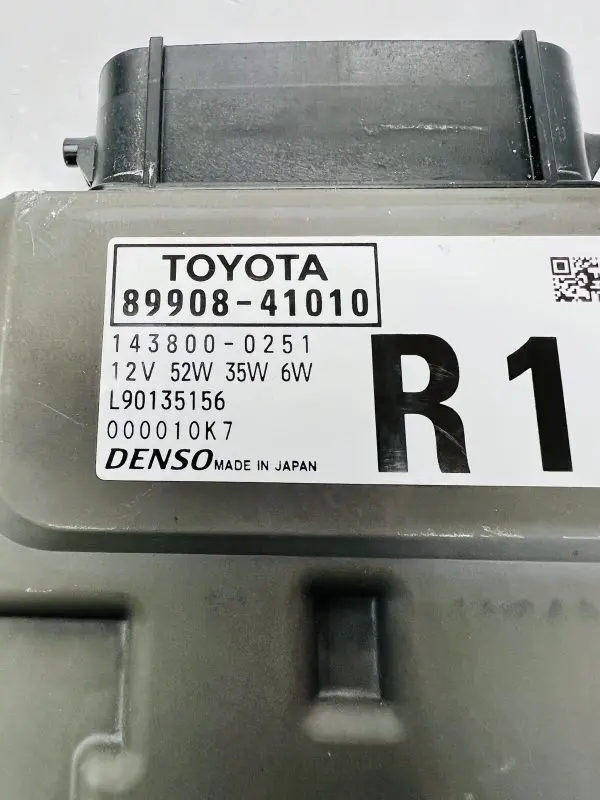 TOYOTA
89908-41010
143800-0251
12V 52W 35W 6W
L90135156
000010K7
DENSO MADE IN JAPAN
R1